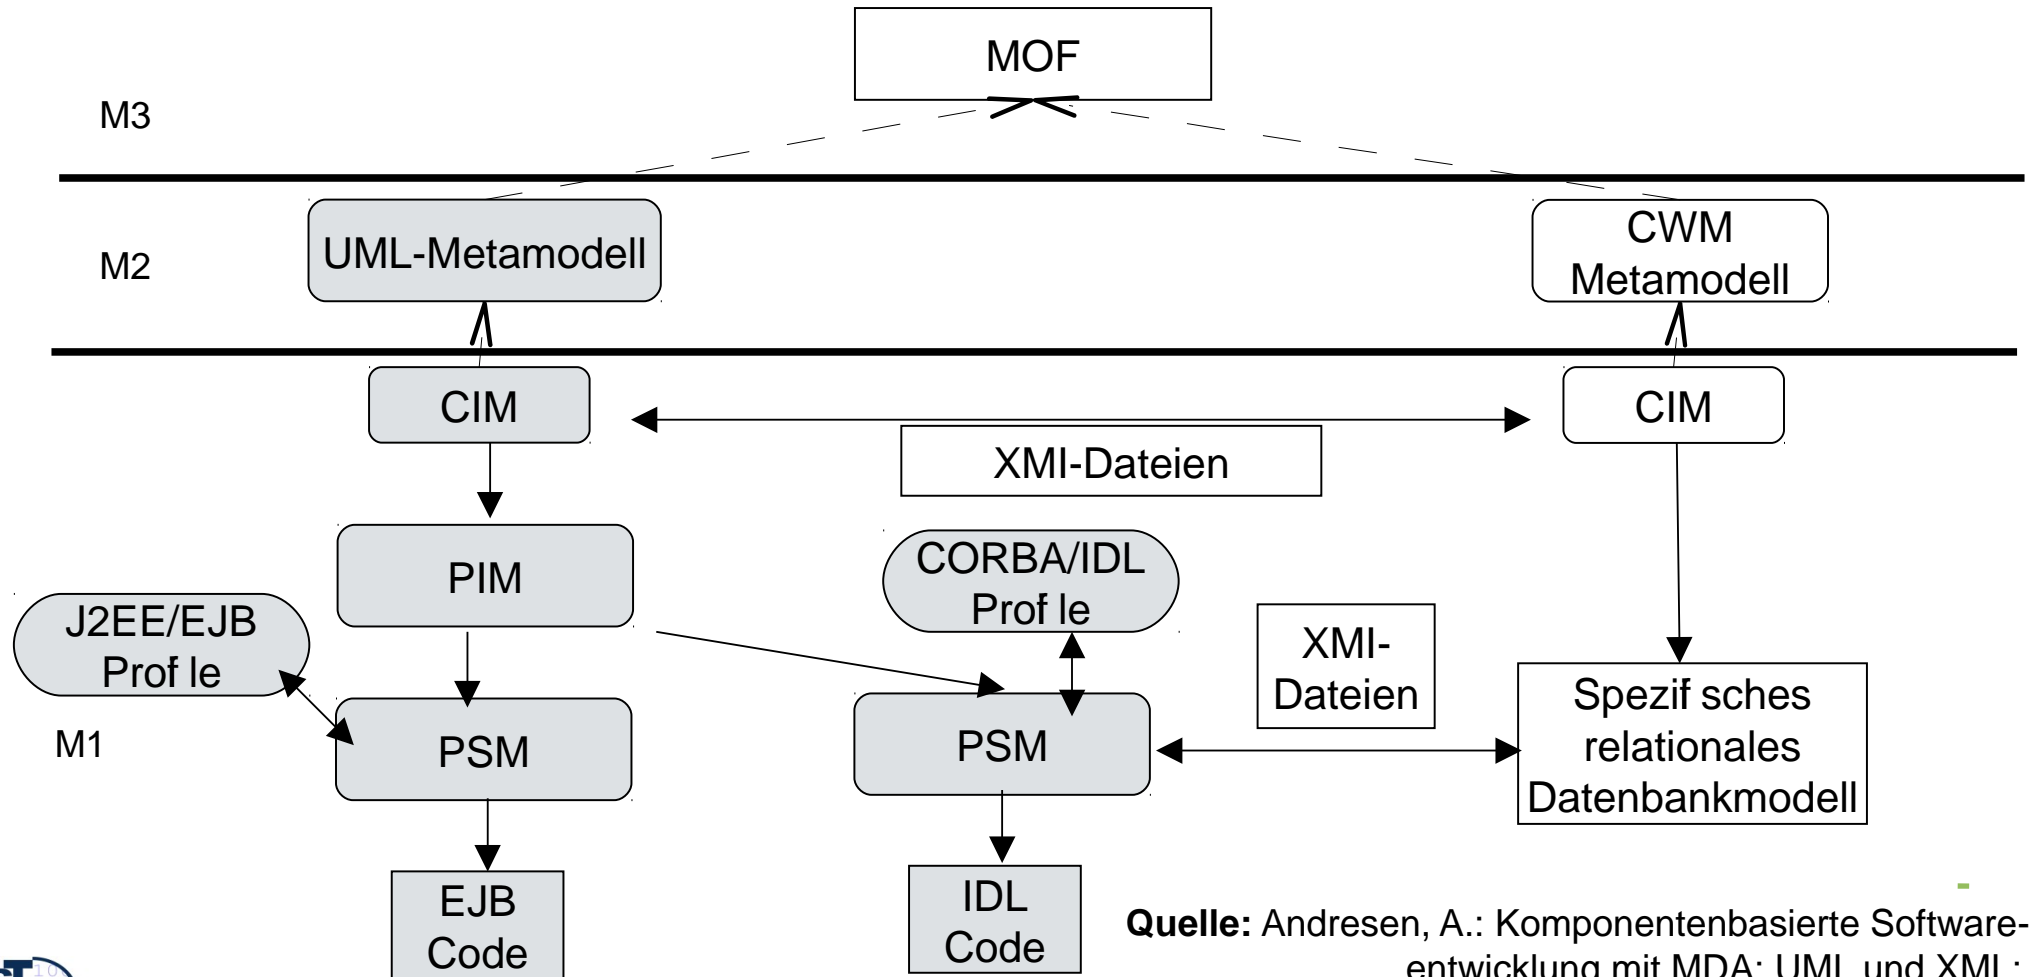 MOF
M3
UML-Metamodell
CWM
Metamodell
M2
CIM
CIM
XMI-Dateien
PIM
CORBA/IDL
Prof le
J2EE/EJB
Prof le
XMI-
Dateien
PSM
PSM
Spezif sches
relationales
Datenbankmodell
M1
EJB
Code
IDL
Code
-
Quelle: Andresen, A.: Komponentenbasierte Software-
entwicklung mit MDA: UML und XML;